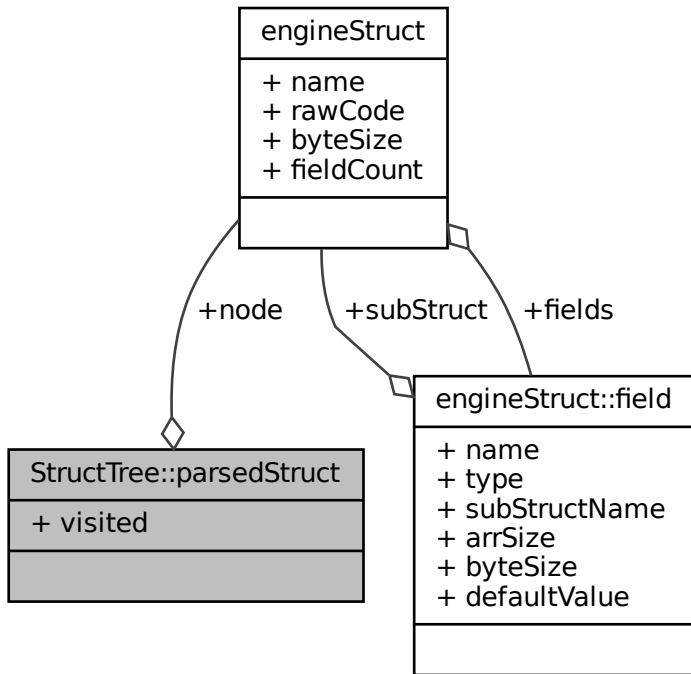 engineStruct
+ name
+ rawCode
+ byteSize
+ fieldCount
+node
+subStruct
+fields
StructTree::parsedStruct
+ visited
engineStruct::field
+ name
+ type
+ subStructName
+ arrSize
+ byteSize
+ defaultValue